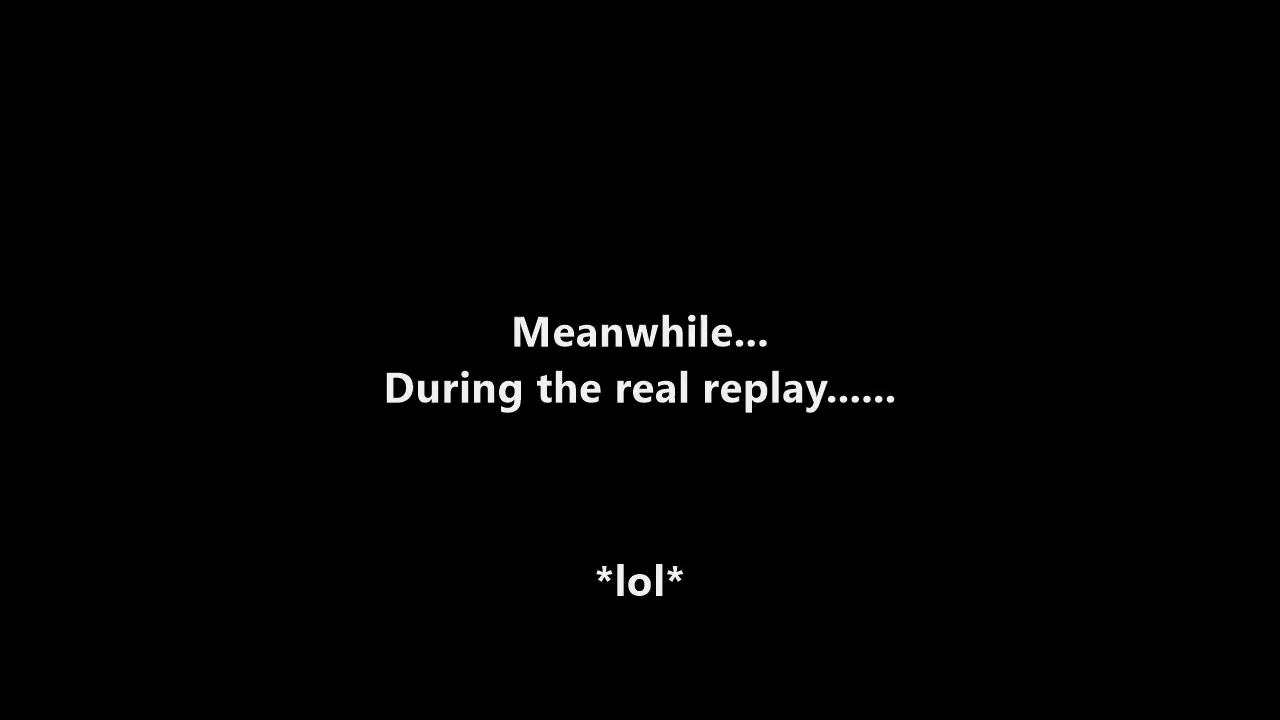 Meanwhile...
During the real replay......
*lol*